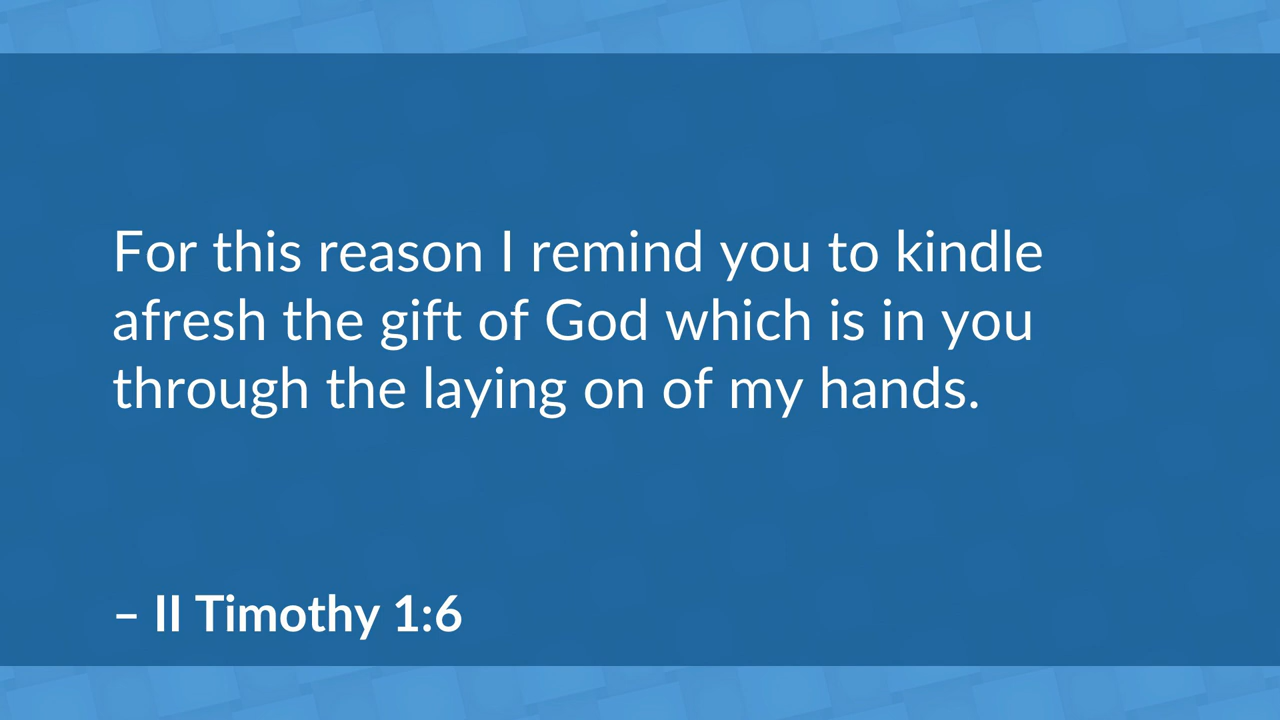 For this reason I remind you to kindle
afresh the gift of God which is in you
through the laying on of my hands.
– II Timothy 1:6